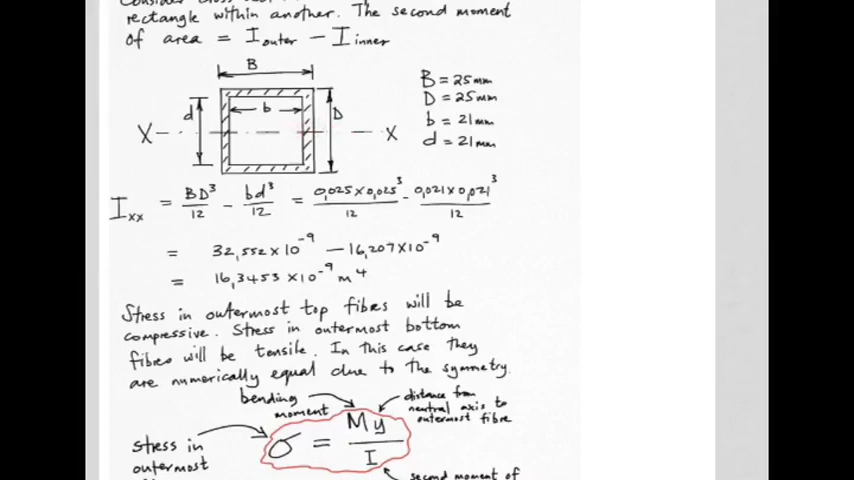 rectangle within another. The second moment
of area = I outer - I inner
B
B = 25mm
D = 25mm
b = 21mm
d = 21mm
d
b
D
X
X
Ixx = BD³/12 - bd³/12 = 0,025 x 0,025³/12 - 0,021 x 0,021³/12
= 32,552 x 10⁻⁹ - 16,207 x 10⁻⁹
= 16,3453 x 10⁻⁹ m⁴
Stress in outermost top fibres will be
compressive. Stress in outermost bottom
fibres will be tensile. In this case they
are numerically equal due to the symmetry.
bending
moment
distance from
neutral axis to
outermost fibre
σ = My/I
stress in
outermost
second moment of